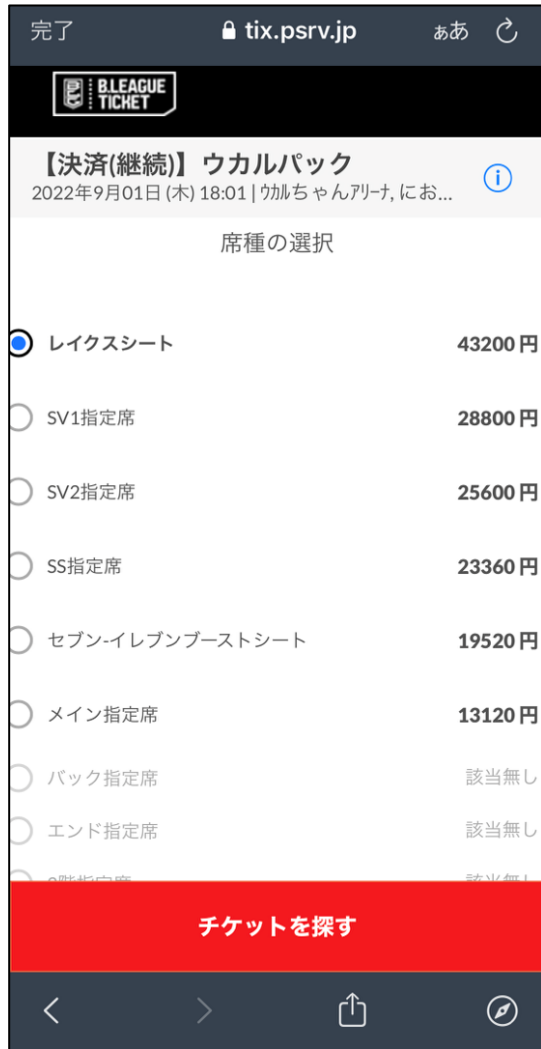 完了 tix.psrv.jp ぁあ
B.LEAGUE
TICKET
【決済(継続)】ウカルパック
2022年9月01日 (木) 18:01 | ｳｶﾙちゃんｱﾘｰﾅ, にお...
席種の選択
レイクスシート 43200円
SV1指定席 28800円
SV2指定席 25600円
SS指定席 23360円
セブン-イレブンブーストシート 19520円
メイン指定席 13120円
バック指定席 該当無し
エンド指定席 該当無し
チケットを探す